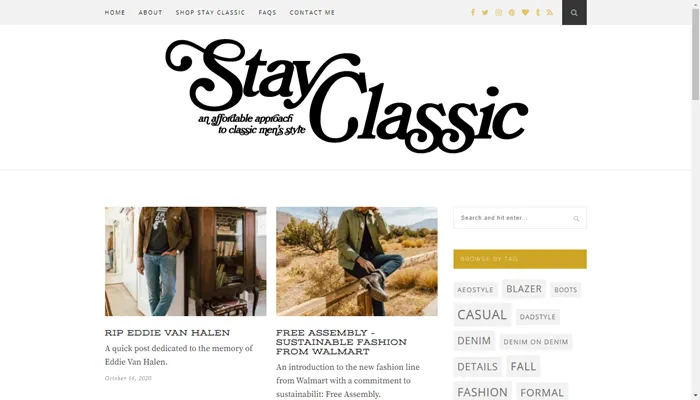 HOME ABOUT SHOP STAY CLASSIC FAQS CONTACT ME
Stay Classic
an affordable approach
to classic men's style
RIP EDDIE VAN HALEN
A quick post dedicated to the memory of
Eddie Van Halen.
October 16, 2020
FREE ASSEMBLY –
SUSTAINABLE FASHION
FROM WALMART
An introduction to the new fashion line
from Walmart with a commitment to
sustainabilit: Free Assembly.
Search and hit enter...
BROWSE BY TAG
AEOSTYLE BLAZER BOOTS
CASUAL DADSTYLE
DENIM DENIM ON DENIM
DETAILS FALL
FASHION FORMAL